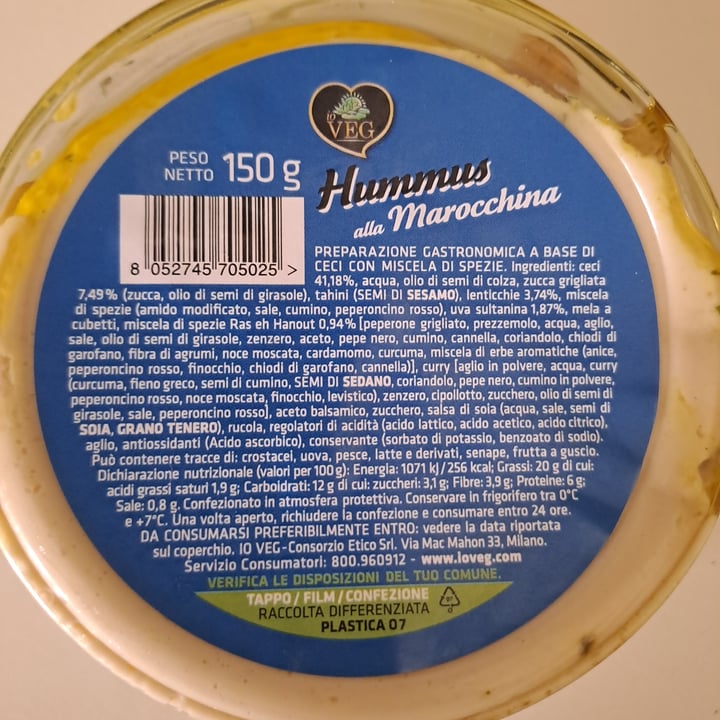 io
VEG
PESO
NETTO 150 g
Hummus
alla Marocchina
8 052745 705025 >
PREPARAZIONE GASTRONOMICA A BASE DI
CECI CON MISCELA DI SPEZIE. Ingredienti: ceci
41,18%, acqua, olio di semi di colza, zucca grigliata
7,49% (zucca, olio di semi di girasole), tahini (SEMI DI SESAMO), lenticchie 3,74%, miscela
di spezie (amido modificato, sale, cumino, peperoncino rosso), uva sultanina 1,87%, mela a
cubetti, miscela di spezie Ras eh Hanout 0,94% [peperone grigliato, prezzemolo, acqua, aglio,
sale, olio di semi di girasole, zenzero, aceto, pepe nero, cumino, cannella, coriandolo, chiodi di
garofano, fibra di agrumi, noce moscata, cardamomo, curcuma, miscela di erbe aromatiche (anice,
peperoncino rosso, finocchio, chiodi di garofano, cannella)], curry [aglio in polvere, acqua, curry
(curcuma, fieno greco, semi di cumino, SEMI DI SEDANO, coriandolo, pepe nero, cumino in polvere,
peperoncino rosso, noce moscata, finocchio, levistico), zenzero, cipollotto, zucchero, olio di semi di
girasole, sale, peperoncino rosso], aceto balsamico, zucchero, salsa di soia (acqua, sale, semi di
SOIA, GRANO TENERO), rucola, regolatori di acidità (acido lattico, acido acetico, acido citrico),
aglio, antiossidanti (Acido ascorbico), conservante (sorbato di potassio, benzoato di sodio).
Può contenere tracce di: crostacei, uova, pesce, latte e derivati, senape, frutta a guscio.
Dichiarazione nutrizionale (valori per 100 g): Energia: 1071 kJ/256 kcal; Grassi: 20 g di cui:
acidi grassi saturi 1,9 g; Carboidrati: 12 g di cui: zuccheri: 3,1 g; Fibre: 3,9 g; Proteine: 6 g;
Sale: 0,8 g. Confezionato in atmosfera protettiva. Conservare in frigorifero tra 0°C
e +7°C. Una volta aperto, richiudere la confezione e consumare entro 24 ore.
DA CONSUMARSI PREFERIBILMENTE ENTRO: vedere la data riportata
sul coperchio. IO VEG-Consorzio Etico Srl. Via Mac Mahon 33, Milano.
Servizio Consumatori: 800.960912 - www.ioveg.com
VERIFICA LE DISPOSIZIONI DEL TUO COMUNE.
TAPPO / FILM / CONFEZIONE
RACCOLTA DIFFERENZIATA
PLASTICA 07